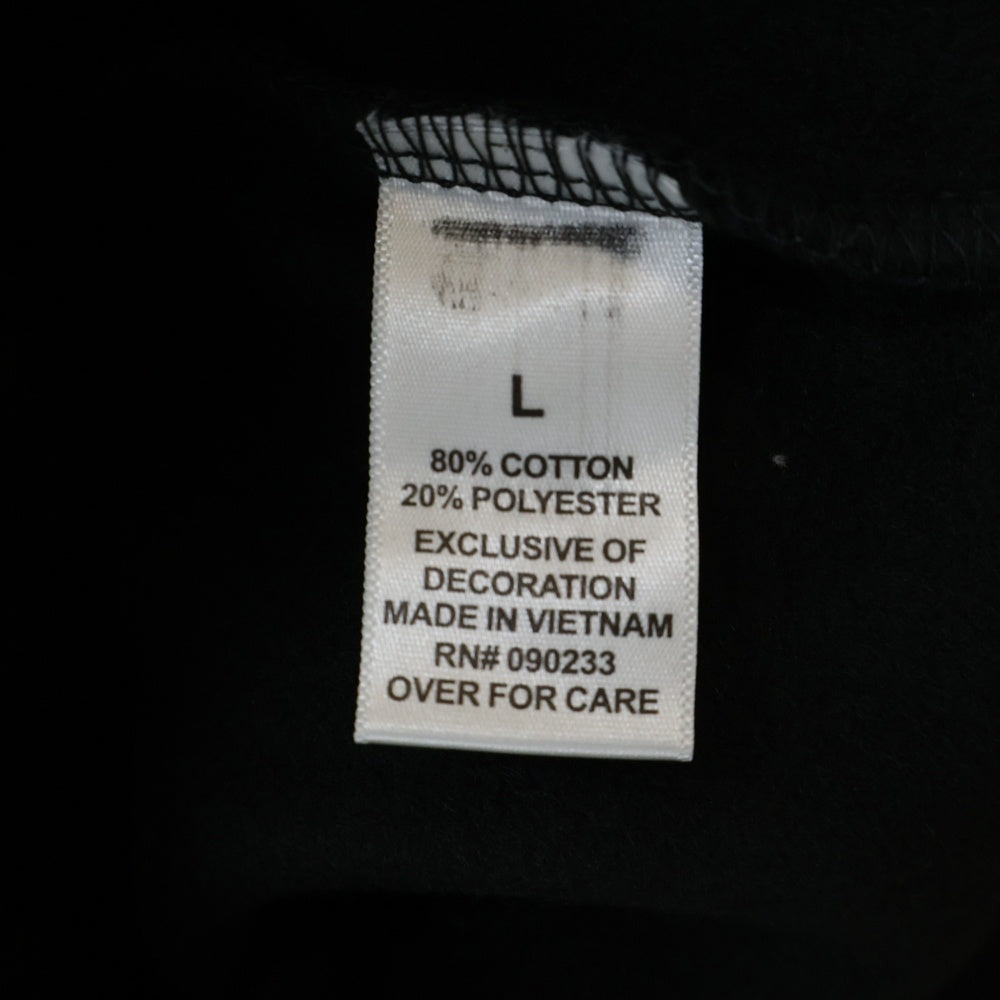 L
80% COTTON
20% POLYESTER
EXCLUSIVE OF
DECORATION
MADE IN VIETNAM
RN# 090233
OVER FOR CARE